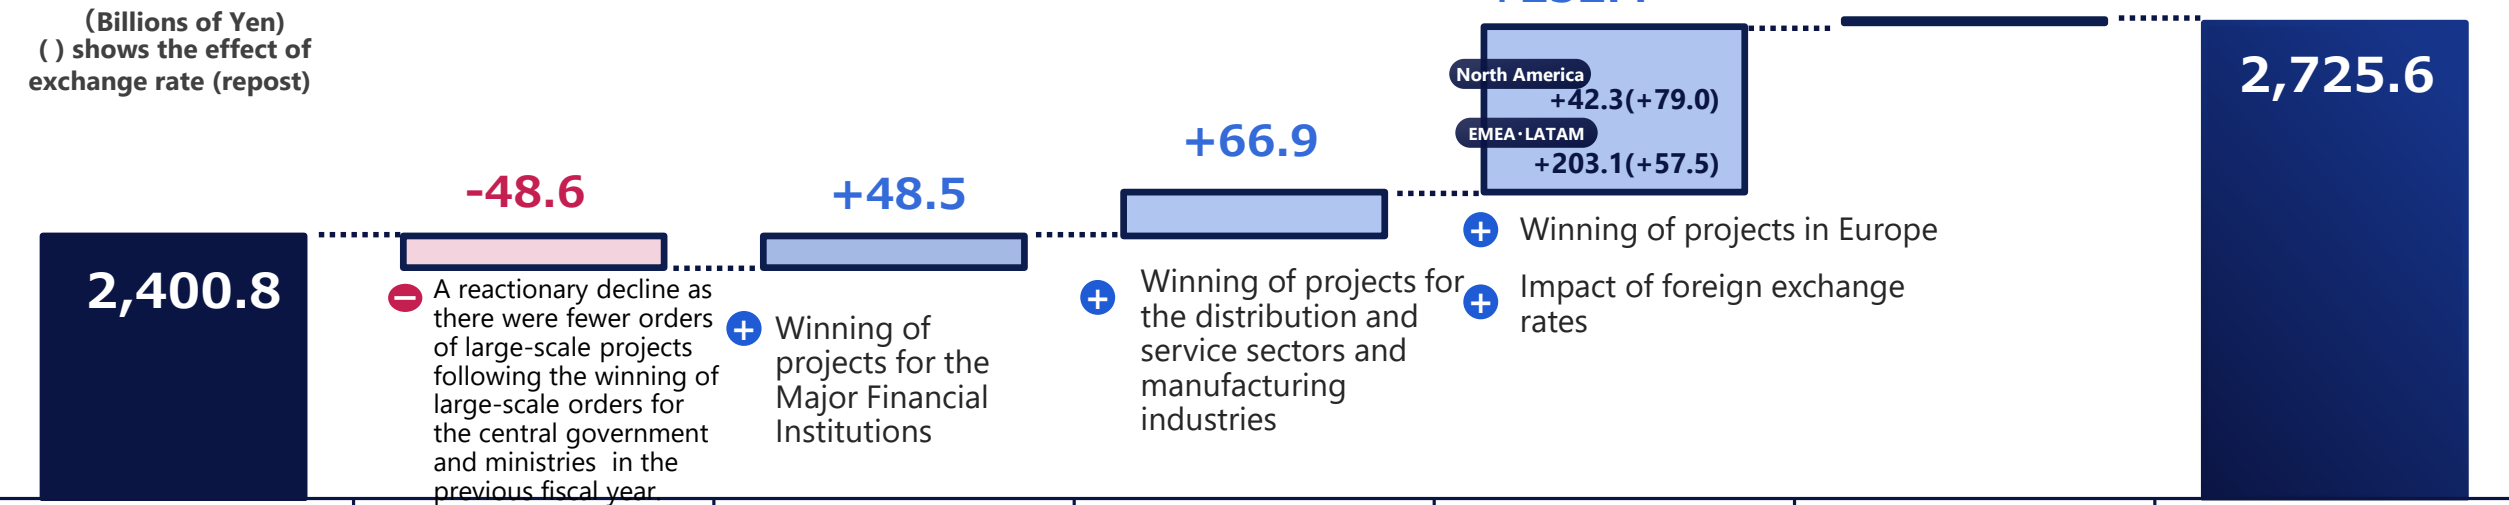 (Billions of Yen)
( ) shows the effect of
exchange rate (repost)
2,400.8
-48.6
A reactionary decline as
there were fewer orders
of large-scale projects
following the winning of
large-scale orders for
the central government
and ministries  in the
previous fiscal year.
+48.5
Winning of
projects for the
Major Financial
Institutions
+66.9
Winning of projects for
the distribution and
service sectors and
manufacturing
industries
North America
+42.3(+79.0)
EMEA･LATAM
+203.1(+57.5)
Winning of projects in Europe
Impact of foreign exchange
rates
2,725.6